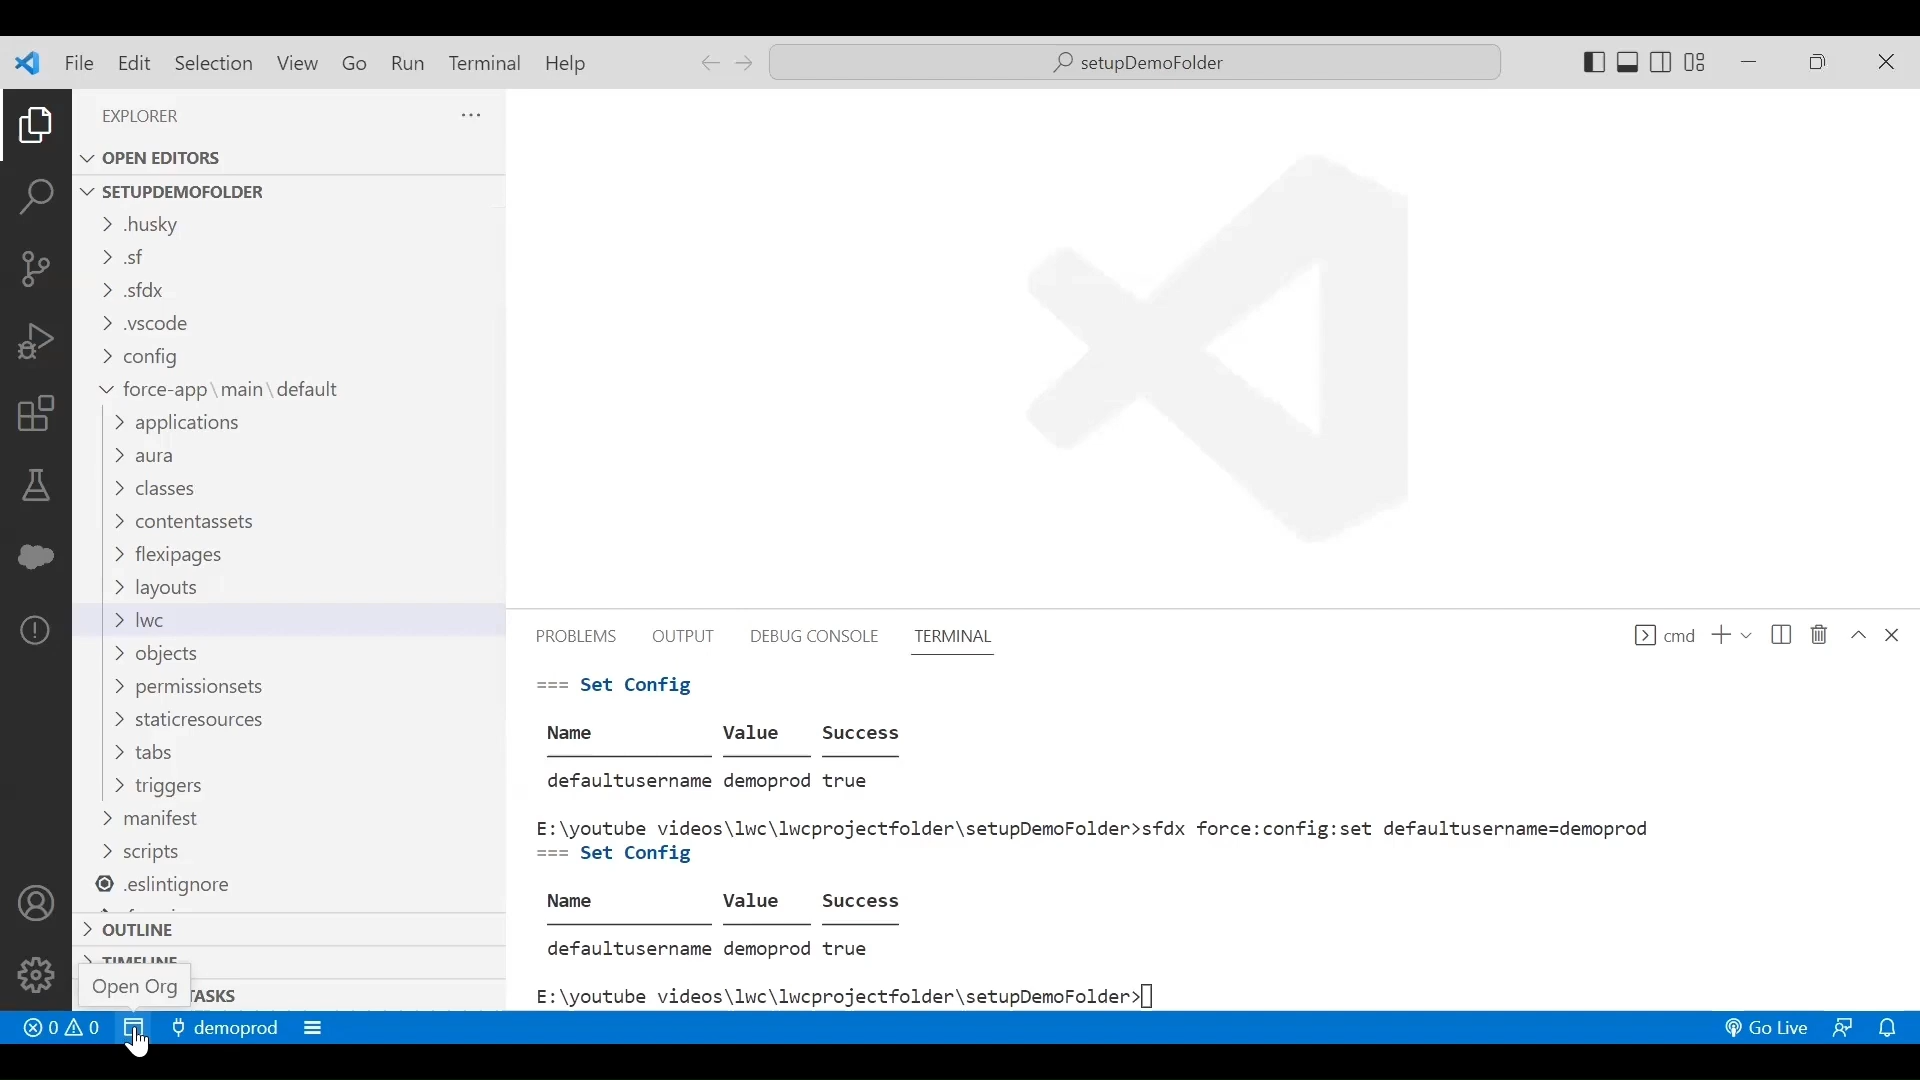 File Edit Selection View Go Run Terminal Help
setupDemoFolder
EXPLORER
OPEN EDITORS
SETUPDEMOFOLDER
.husky
.sf
.sfdx
.vscode
config
force-app\main\default
applications
aura
classes
contentassets
flexipages
layouts
lwc
objects
permissionsets
staticresources
tabs
triggers
manifest
scripts
.eslintignore
OUTLINE
TIMELINE
Open Org
TASKS
PROBLEMS OUTPUT DEBUG CONSOLE TERMINAL
cmd
=== Set Config
Name Value Success
defaultusername demoprod true
E:\youtube videos\lwc\lwcprojectfolder\setupDemoFolder>sfdx force:config:set defaultusername=demoprod
=== Set Config
Name Value Success
defaultusername demoprod true
E:\youtube videos\lwc\lwcprojectfolder\setupDemoFolder>
0 0 demoprod
Go Live